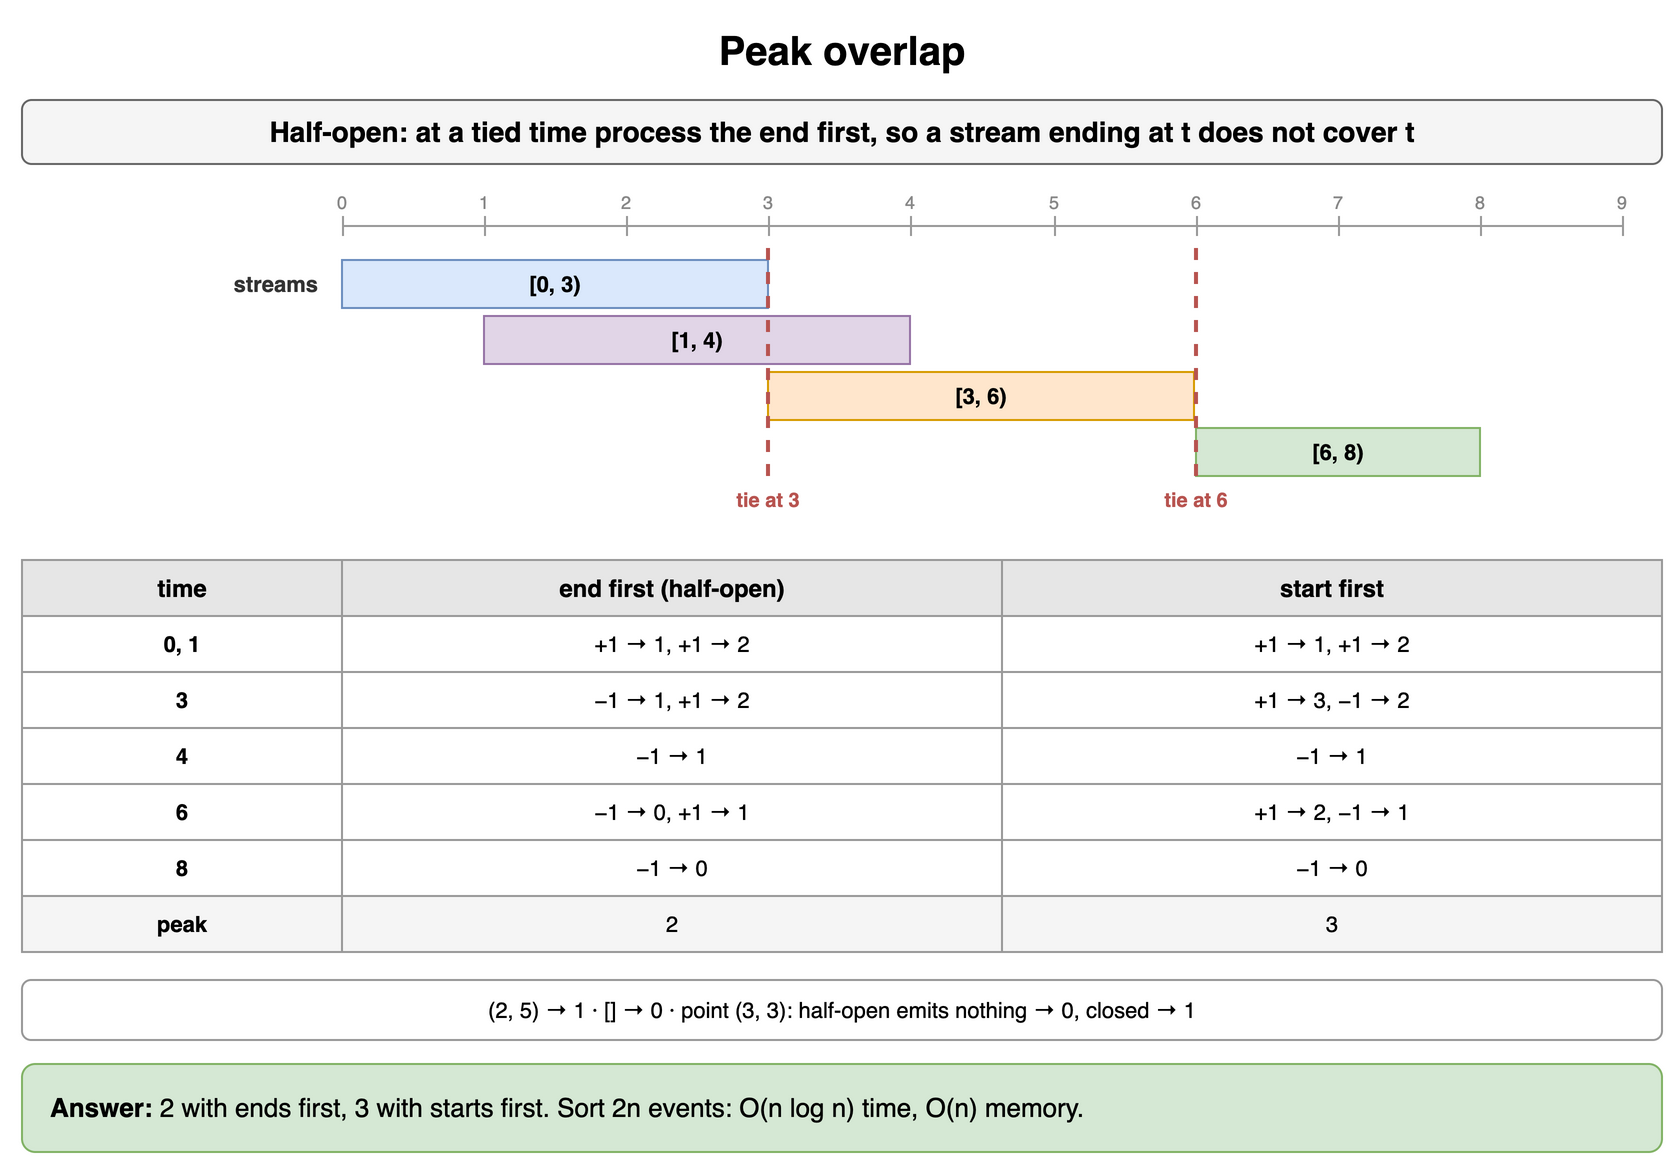 Peak overlap
Half-open: at a tied time process the end first, so a stream ending at t does not cover t
0 1 2 3 4 5 6 7 8 9
streams
[0, 3)
[1, 4)
[3, 6)
[6, 8)
tie at 3 tie at 6
time end first (half-open) start first
0, 1 +1 → 1, +1 → 2 +1 → 1, +1 → 2
3 −1 → 1, +1 → 2 +1 → 3, −1 → 2
4 −1 → 1 −1 → 1
6 −1 → 0, +1 → 1 +1 → 2, −1 → 1
8 −1 → 0 −1 → 0
peak 2 3
(2, 5) → 1 · [] → 0 · point (3, 3): half-open emits nothing → 0, closed → 1
Answer: 2 with ends first, 3 with starts first. Sort 2n events: O(n log n) time, O(n) memory.